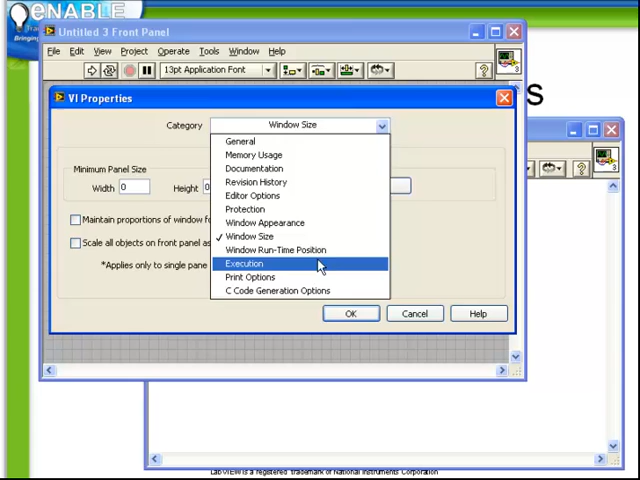 eNABLE
Bringing
Untitled 3 Front Panel
File Edit View Project Operate Tools Window Help
13pt Application Font
?
3
s
VI Properties
Category Window Size
General
Memory Usage
Documentation
Revision History
Editor Options
Protection
Window Appearance
✓ Window Size
Window Run-Time Position
Execution
Print Options
C Code Generation Options
Minimum Panel Size
Width 0 Height 0
Maintain proportions of window fo
Scale all objects on front panel as
*Applies only to single pane
OK Cancel Help
LabVIEW is a registered trademark of National Instruments Corporation